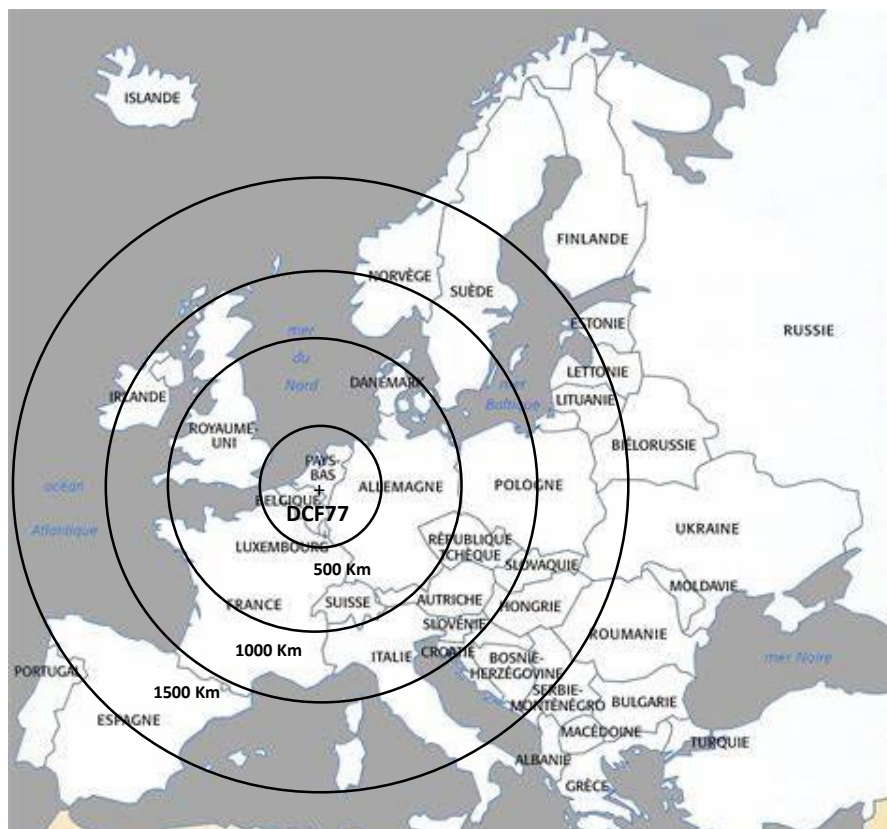 ISLANDE
FINLANDE
NORVÈGE
SUÈDE
RUSSIE
ESTONIE
mer
du
Nord
LETTONIE
DANEMARK
mer
Baltique
IRLANDE
LITUANIE
ROYAUME-
UNI
BIÉLORUSSIE
PAYS-
BAS
océan
Atlantique
ALLEMAGNE
POLOGNE
BELGIQUE
DCF77
UKRAINE
LUXEMBOURG
RÉPUBLIQUE
TCHÈQUE
SLOVAQUIE
500 Km
MOLDAVIE
FRANCE
SUISSE
AUTRICHE
HONGRIE
SLOVÉNIE
ROUMANIE
1000 Km
ITALIE
CROATIE
BOSNIE-
HERZÉGOVINE
mer Noire
PORTUGAL
1500 Km
SERBIE-
MONTÉNÉGRO
BULGARIE
ESPAGNE
MACÉDOINE
TURQUIE
ALBANIE
GRÈCE